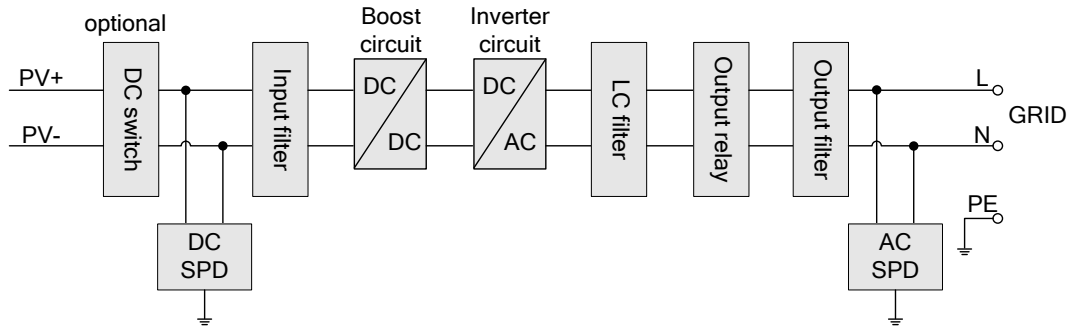 optional
Boost
circuit
Inverter
circuit
PV+
PV-
DC switch
Input filter
DC
DC
DC
AC
LC filter
Output relay
Output filter
L
N
GRID
PE
DC
SPD
AC
SPD